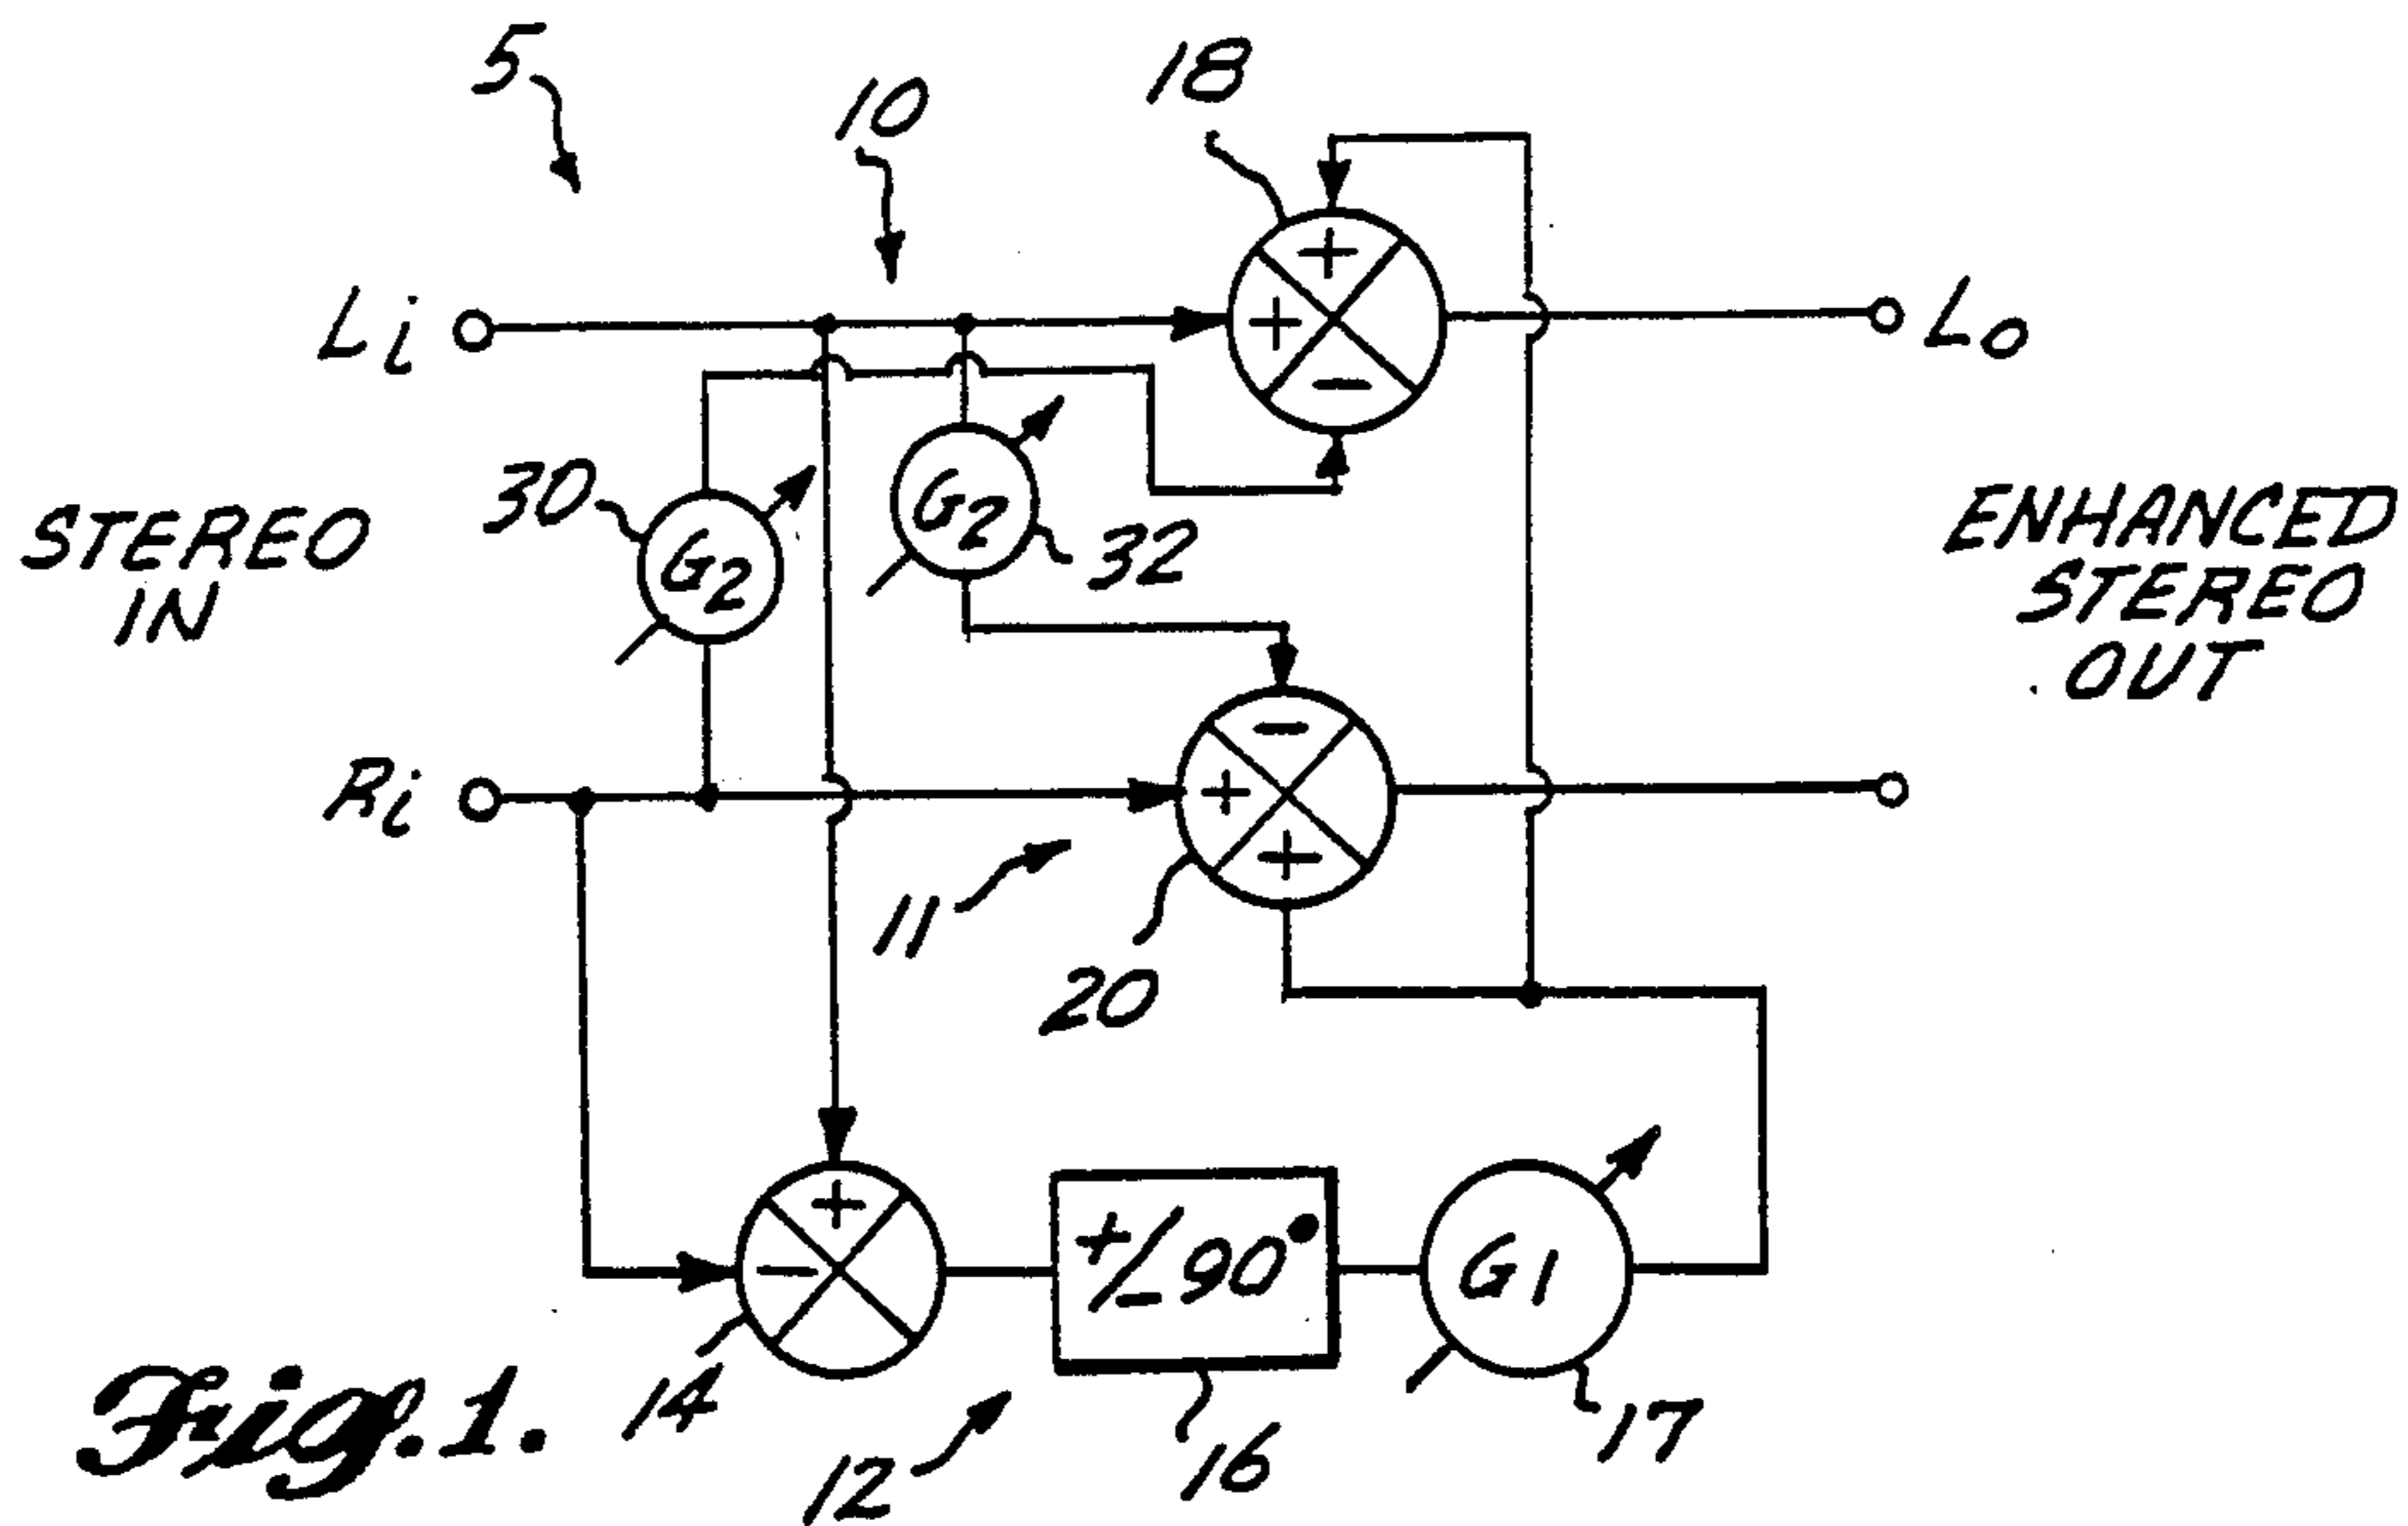 5
10
18
+
Li
+
Lo
−
30
G2
G2
32
STEREO
IN
ENHANCED
STEREO
OUT
−
Ri
+
+
11
20
+
−
+/− 90°
G1
14
12
16
17
Fig. 1.